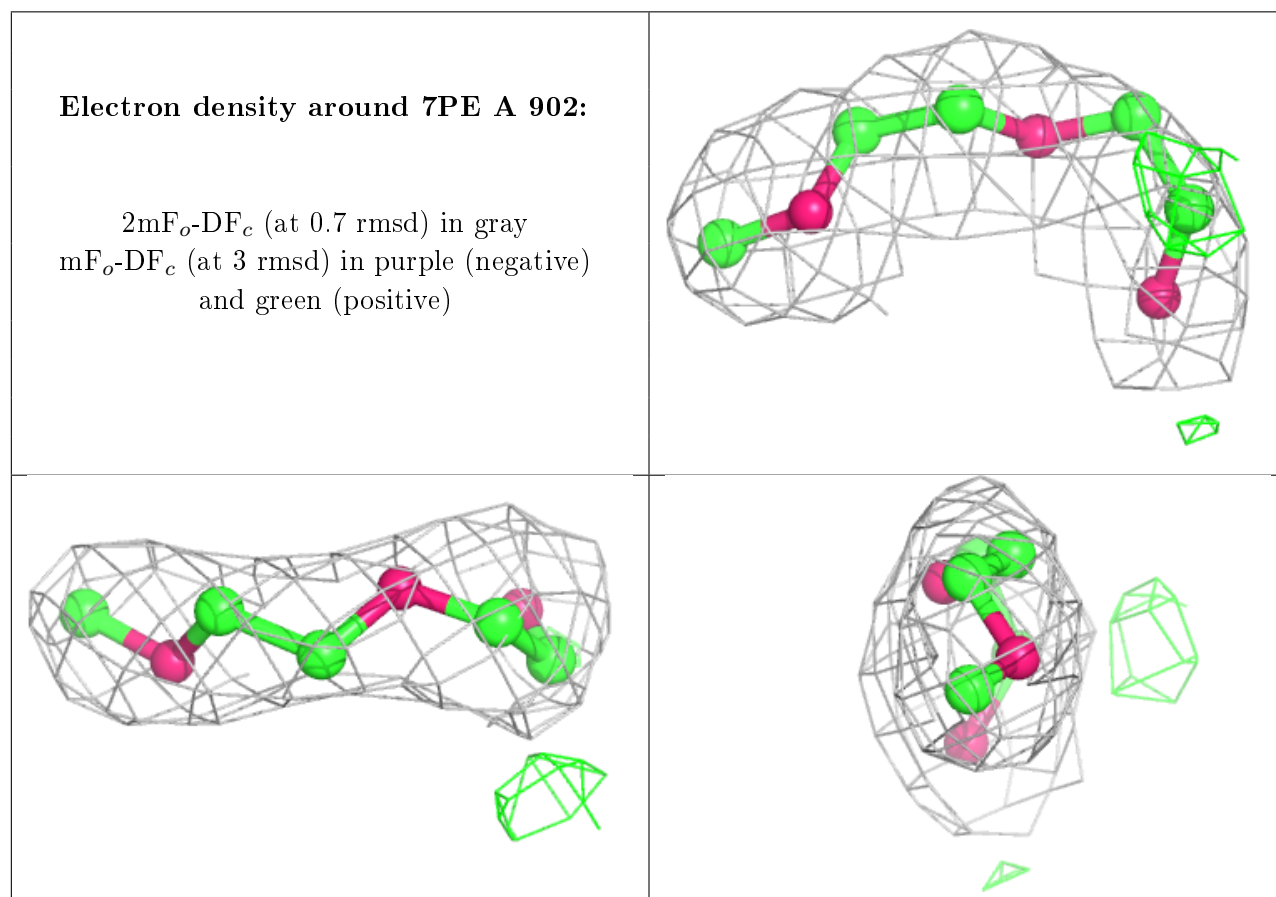 Electron density around 7PE A 902:
2mFₒ-DF𝒸 (at 0.7 rmsd) in gray
mFₒ-DF𝒸 (at 3 rmsd) in purple (negative)
and green (positive)